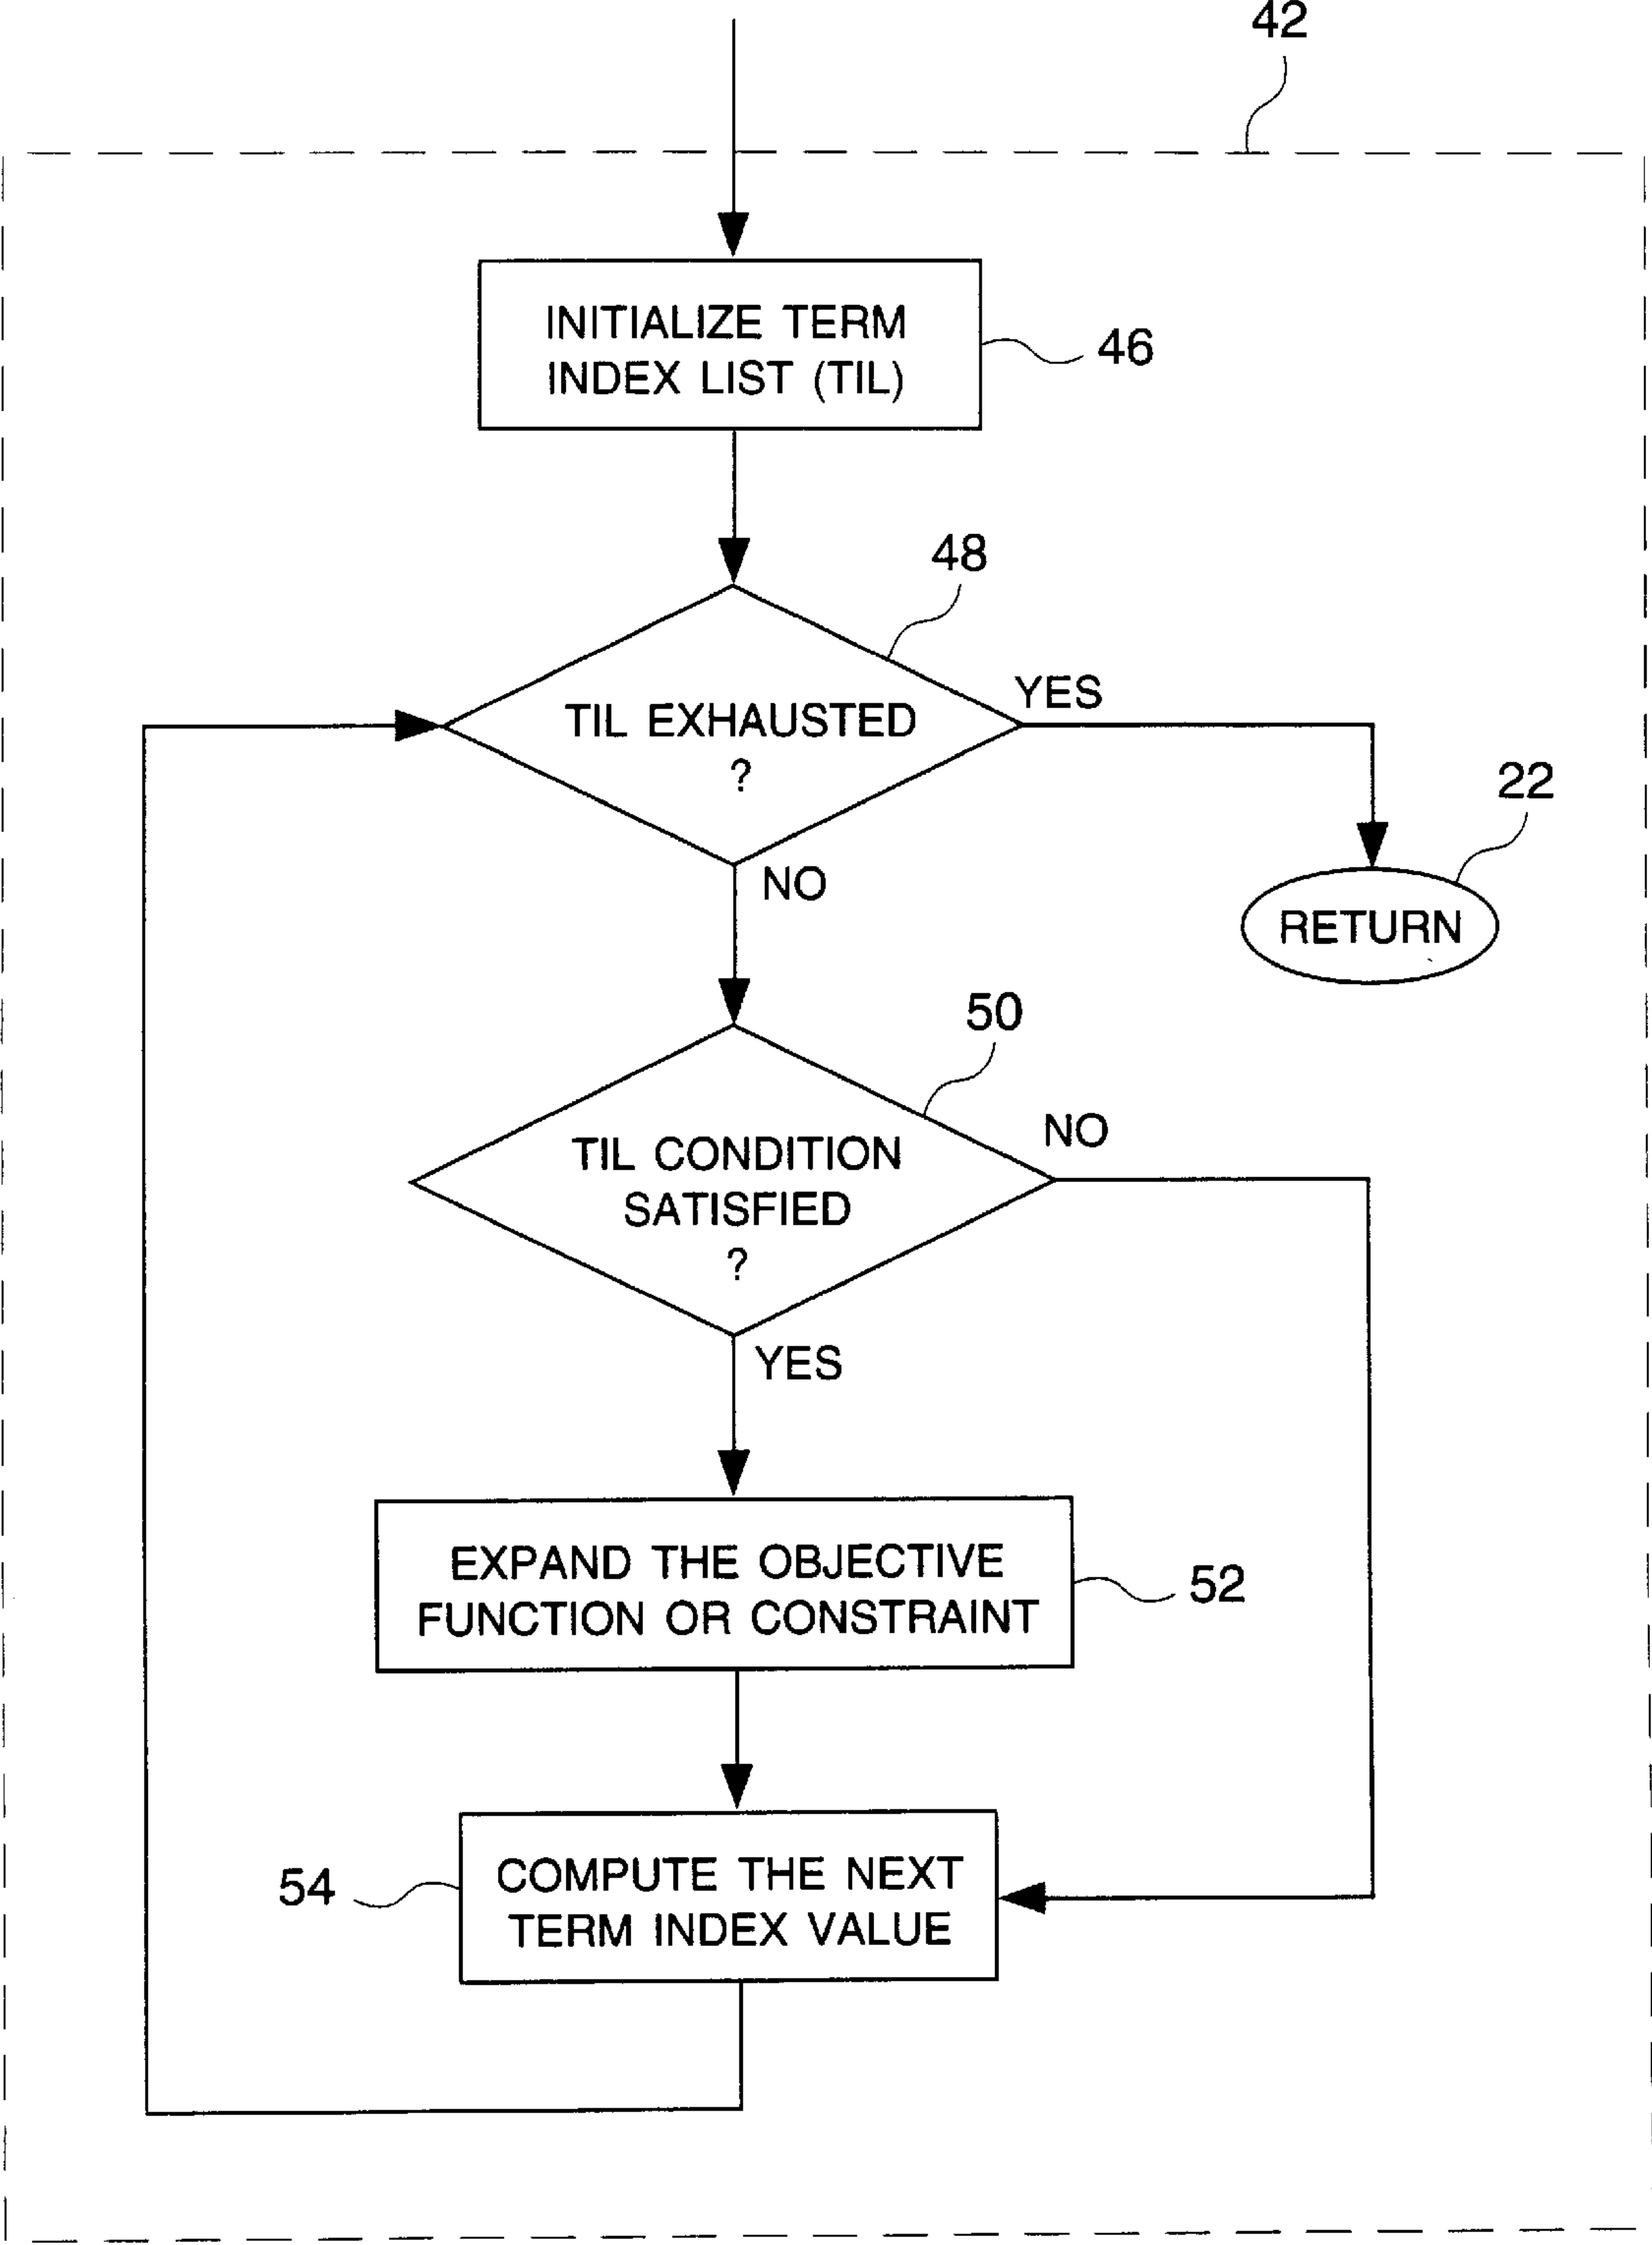 42
INITIALIZE TERM
INDEX LIST (TIL)
46
48
TIL EXHAUSTED
?
YES
NO
22
RETURN
50
TIL CONDITION
SATISFIED
?
NO
YES
EXPAND THE OBJECTIVE
FUNCTION OR CONSTRAINT
52
54
COMPUTE THE NEXT
TERM INDEX VALUE